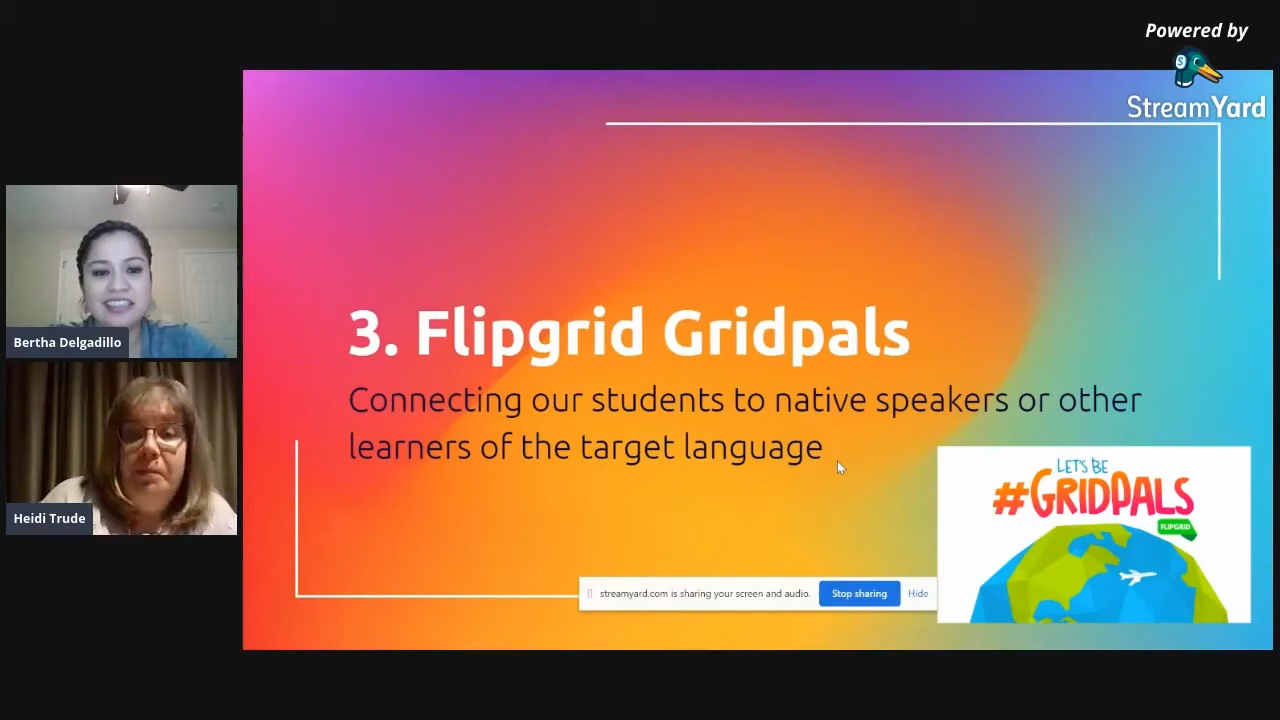 Powered by
StreamYard
3. Flipgrid Gridpals
Connecting our students to native speakers or other
learners of the target language
LET'S BE
#GRIDPALS
FLIPGRID
streamyard.com is sharing your screen and audio.
Stop sharing
Hide
Bertha Delgadillo
Heidi Trude